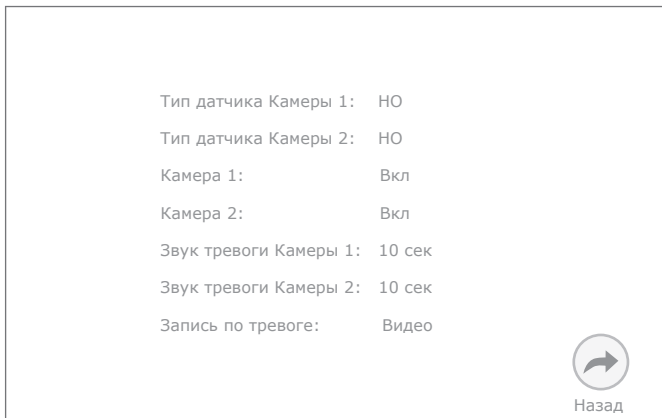 Тип датчика Камеры 1: НО
Тип датчика Камеры 2: НО
Камера 1: Вкл
Камера 2: Вкл
Звук тревоги Камеры 1: 10 сек
Звук тревоги Камеры 2: 10 сек
Запись по тревоге: Видео
Назад